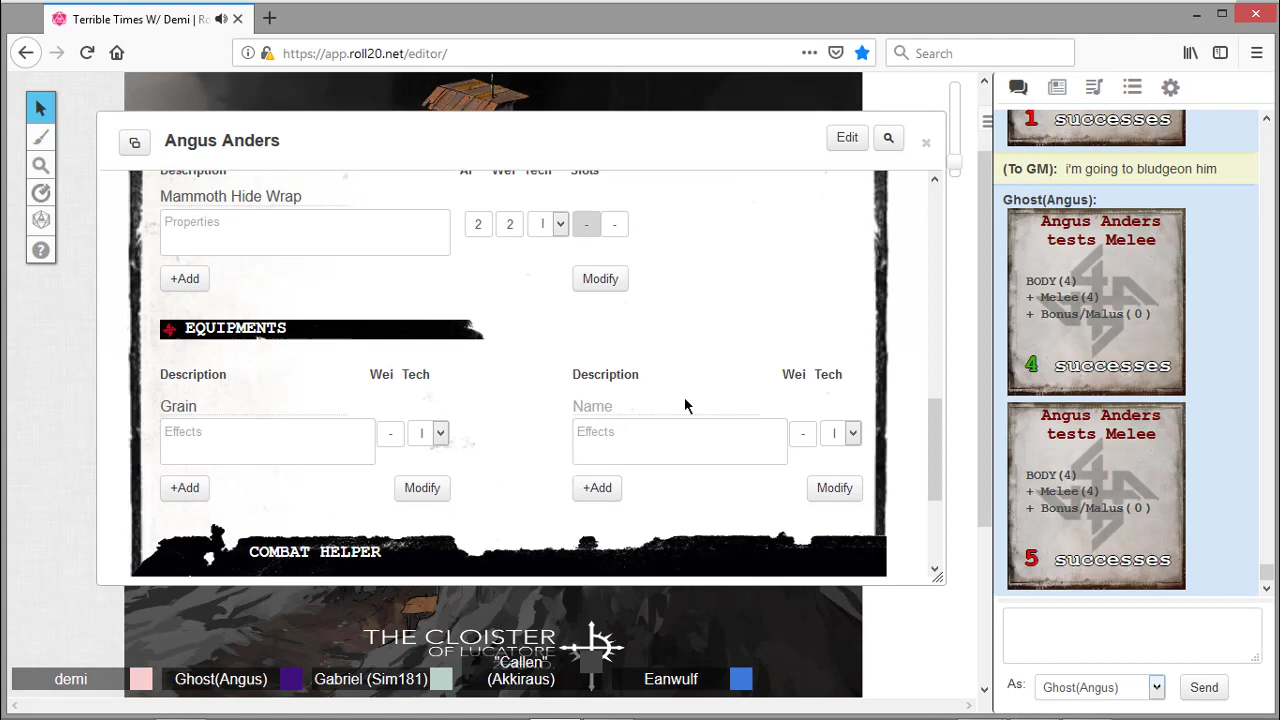 Terrible Times W/ Demi | Ro
https://app.roll20.net/editor/
Search
Angus Anders
Edit
Description Ar Wei Tech Slots
Mammoth Hide Wrap
Properties
2 2 I - -
+Add
Modify
EQUIPMENTS
Description Wei Tech
Description Wei Tech
Grain
Name
Effects
- I
Effects
- I
+Add
Modify
+Add
Modify
COMBAT HELPER
THE CLOISTER
OF LUCATORE
demi
Ghost(Angus)
Gabriel (Sim181)
"Callen"
(Akkiraus)
Eanwulf
1 successes
(To GM): i'm going to bludgeon him
Ghost(Angus):
Angus Anders
tests Melee
BODY(4)
+ Melee(4)
+ Bonus/Malus( 0 )
4 successes
Angus Anders
tests Melee
BODY(4)
+ Melee(4)
+ Bonus/Malus( 0 )
5 successes
As:
Ghost(Angus)
Send